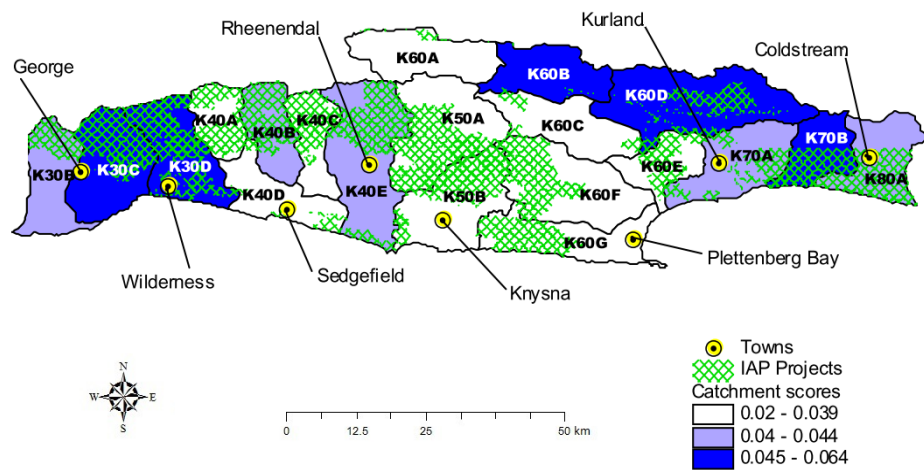 Rheenendal
Kurland
George
Coldstream
K60A
K60B
K60D
K40A
K40B
K40C
K50A
K60C
K30B
K30C
K30D
K40D
K40E
K50B
K60F
K60E
K70A
K70B
K80A
K60G
Wilderness
Sedgefield
Knysna
Plettenberg Bay
Towns
IAP Projects
Catchment scores
0.02 - 0.039
0.04 - 0.044
0.045 - 0.064
N
W E
S
0 12.5 25 50 km